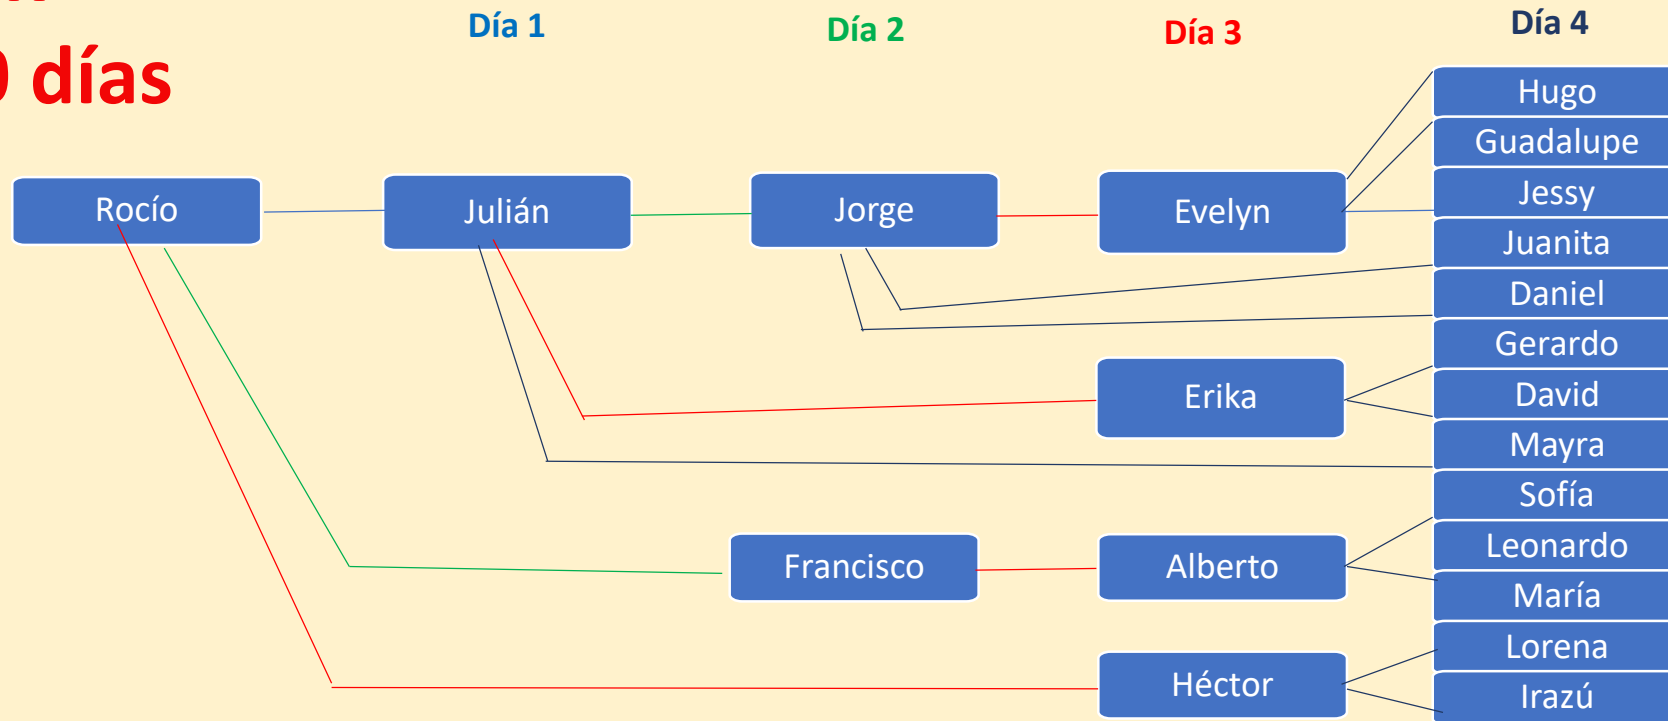 Día 1
Día 2
Día 3
Día 4
días
Hugo
Guadalupe
Jessy
Juanita
Daniel
Gerardo
David
Mayra
Sofía
Leonardo
María
Lorena
Irazú
Rocío
Julián
Jorge
Evelyn
Erika
Francisco
Alberto
Héctor